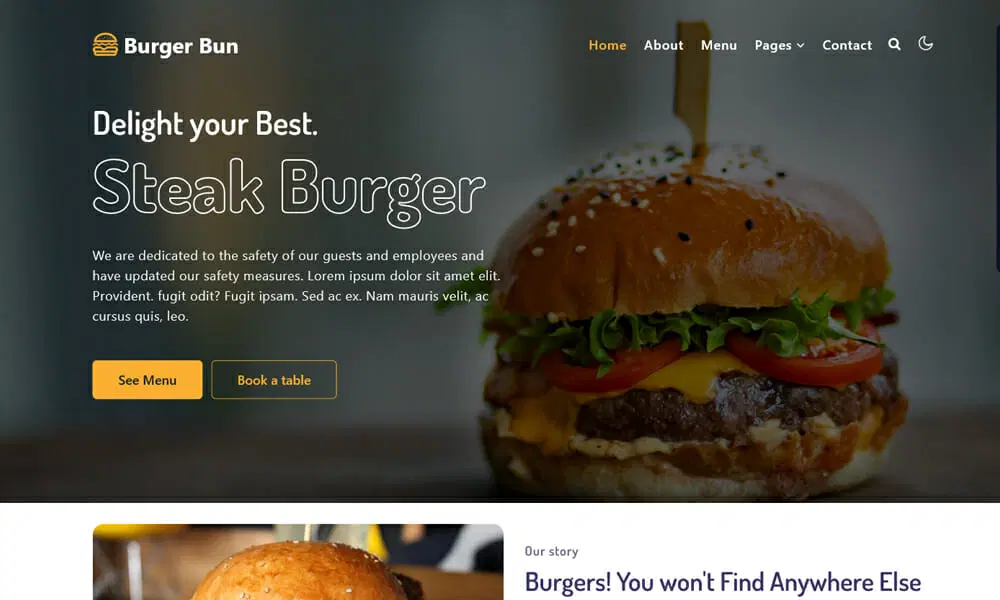 Burger Bun
Home About Menu Pages Contact
Delight your Best.
Steak Burger
We are dedicated to the safety of our guests and employees and
have updated our safety measures. Lorem ipsum dolor sit amet elit.
Provident. fugit odit? Fugit ipsam. Sed ac ex. Nam mauris velit, ac
cursus quis, leo.
See Menu Book a table
Our story
Burgers! You won't Find Anywhere Else